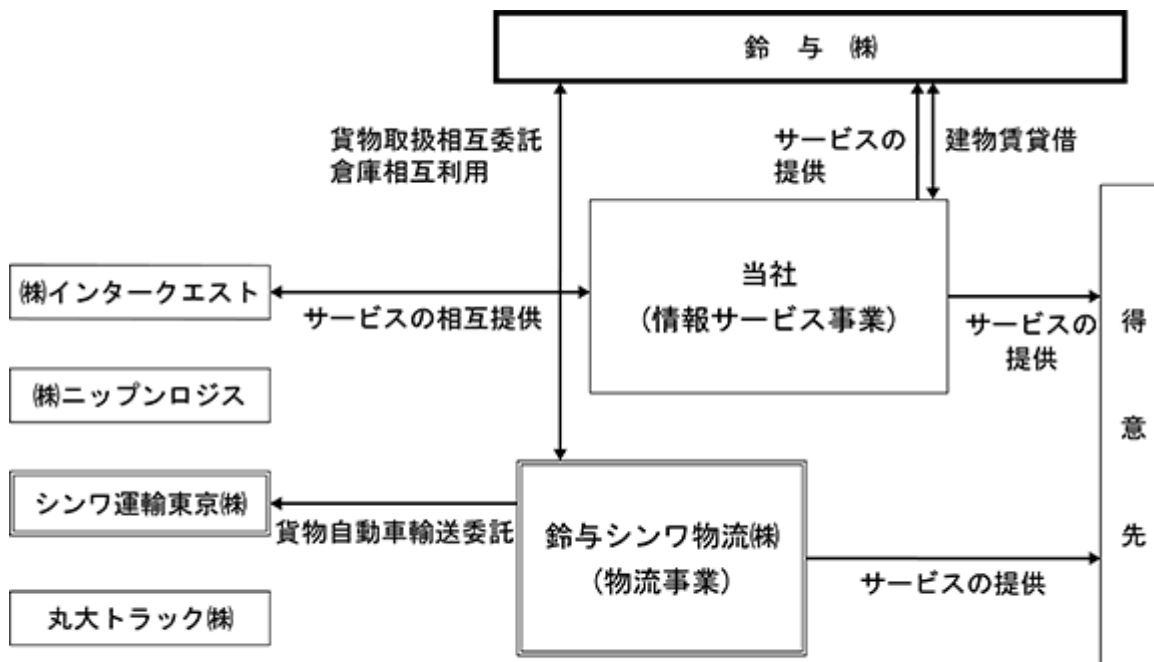 鈴 与 ㈱
貨物取扱相互委託
倉庫相互利用
サービスの
提供
建物賃貸借
㈱インタークエスト
サービスの相互提供
当社
(情報サービス事業)
サービスの
提供
得意先
㈱ニップンロジス
シンワ運輸東京㈱
貨物自動車輸送委託
鈴与シンワ物流㈱
(物流事業)
サービスの提供
丸大トラック㈱